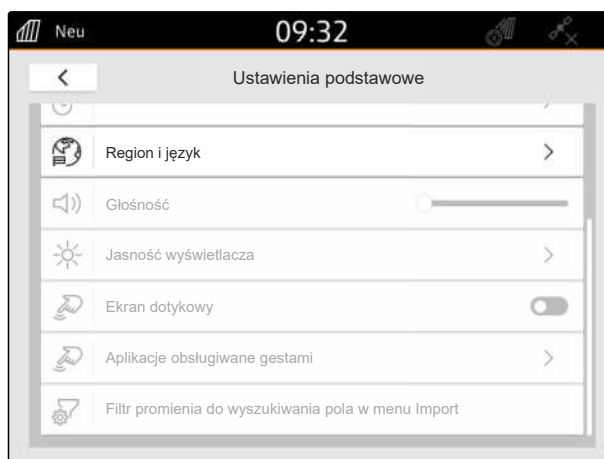 Neu 09:32
Ustawienia podstawowe
Region i język
Głośność
Jasność wyświetlacza
Ekran dotykowy
Aplikacje obsługiwane gestami
Filtr promienia do wyszukiwania pola w menu Import